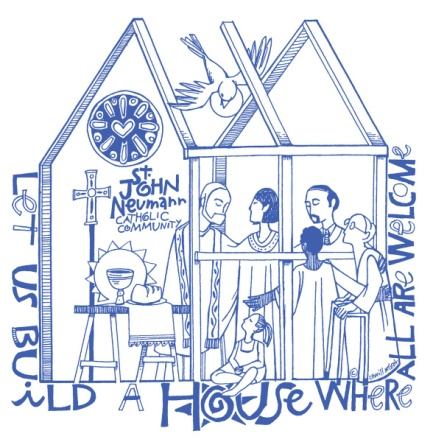 St.
JOHN
Neumann
CATHOLIC
COMMUNITY
Let us BUiLD A HOUSe WHeRe ALL ARe WeLCOMe